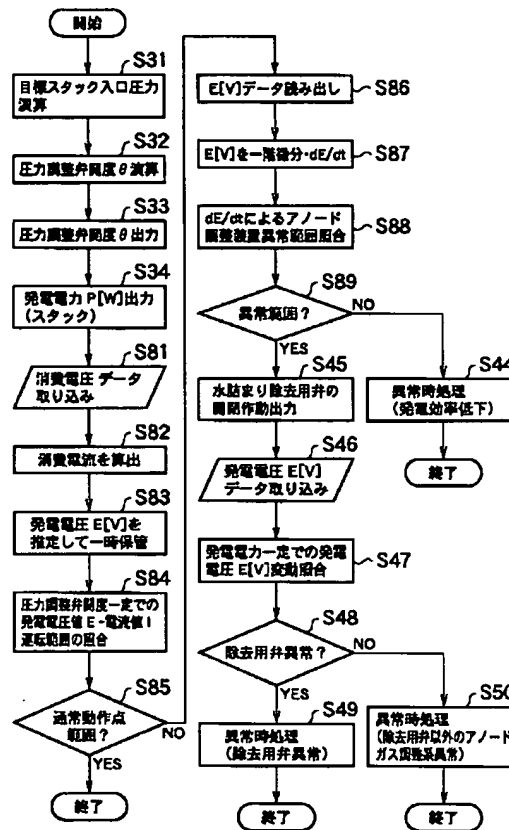 開始
S31
目標スタック入口圧力
演算
S32
圧力調整弁開度θ演算
S33
圧力調整弁開度θ出力
S34
発電電力 P[W]出力
(スタック)
S81
消費電圧 データ
取り込み
S82
消費電流を算出
S83
発電電圧 E[V]を
推定して一時保管
S84
圧力調整弁開度一定での
発電電圧値E・電流値I
運転範囲の照合
S85
通常動作点
範囲?
NO
YES
終了
S86
E[V]データ読み出し
S87
E[V]を一階微分・dE/dt
S88
dE/dtによるアノード
調整装置異常範囲照合
S89
異常範囲?
NO
YES
S45
水詰まり除去用弁の
開閉作動出力
S44
異常時処理
(発電効率低下)
終了
S46
発電電圧 E[V]
データ取り込み
S47
発電電力一定での発電
電圧 E[V]変動照合
S48
除去用弁異常?
NO
YES
S49
異常時処理
(除去用弁異常)
終了
S50
異常時処理
(除去用弁以外のアノード
ガス調整系異常)
終了